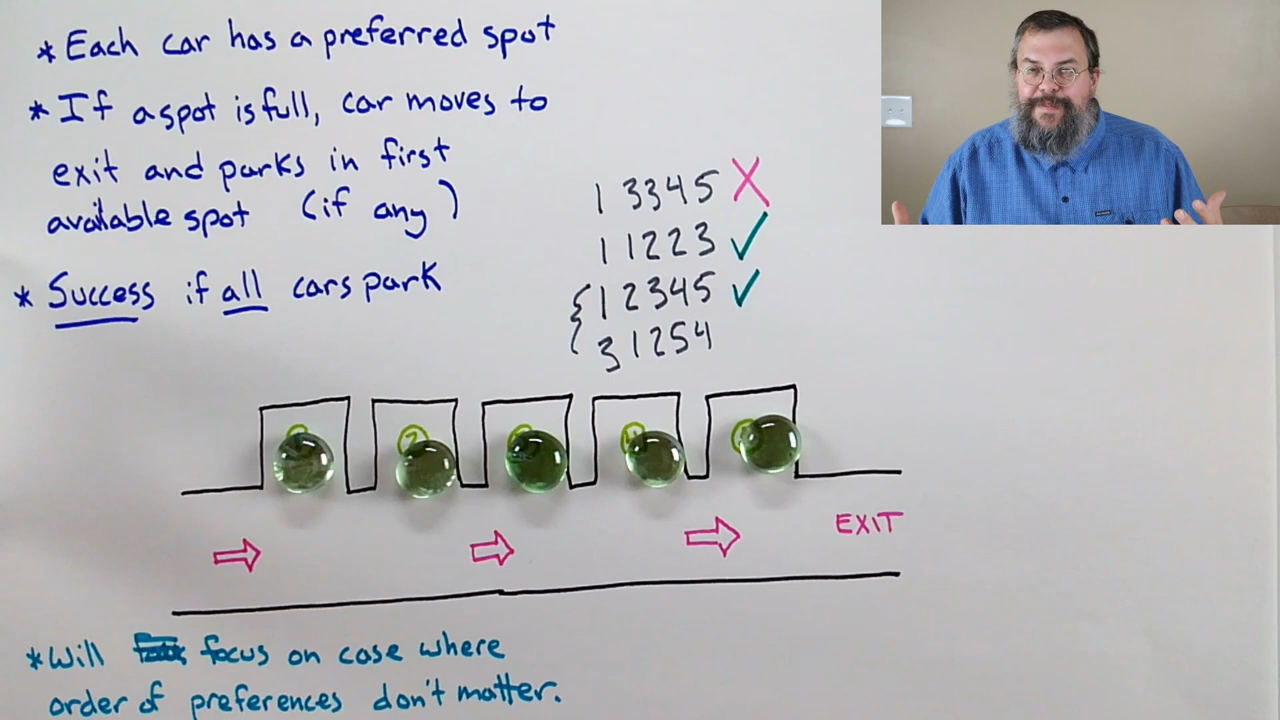 * Each car has a preferred spot
* If a spot is full, car moves to
exit and parks in first
available spot (if any)
* Success if all cars park
1 3 3 4 5 X
1 1 2 2 3 ✓
{ 1 2 3 4 5 ✓
3 1 2 5 4
2
4
EXIT
* Will focus on case where
order of preferences don't matter.